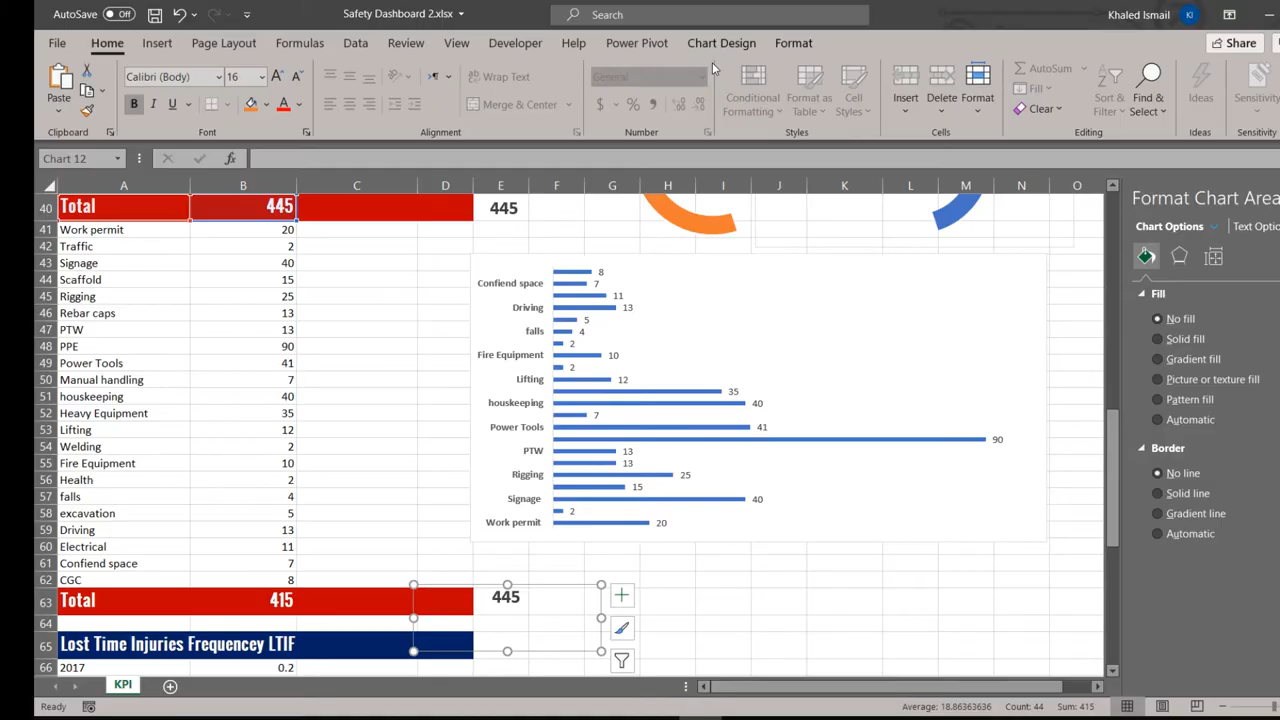 AutoSave Off Safety Dashboard 2.xlsx Search Khaled Ismail KI
File Home Insert Page Layout Formulas Data Review View Developer Help Power Pivot Chart Design Format Share
Calibri (Body) 16 Wrap Text General AutoSum
Paste B I U Merge & Center $ % Conditional Formatting Format as Table Cell Styles Insert Delete Format Fill Clear Sort & Filter Find & Select Ideas Sensitivity
Clipboard Font Alignment Number Styles Cells Editing Ideas Sensitivity
Chart 12 fx
A B C D E F G H I J K L M N O
40 Total 445 445
41 Work permit 20
42 Traffic 2
43 Signage 40
44 Scaffold 15
45 Rigging 25
46 Rebar caps 13
47 PTW 13
48 PPE 90
49 Power Tools 41
50 Manual handling 7
51 houskeeping 40
52 Heavy Equipment 35
53 Lifting 12
54 Welding 2
55 Fire Equipment 10
56 Health 2
57 falls 4
58 excavation 5
59 Driving 13
60 Electrical 11
61 Confiend space 7
62 CGC 8
63 Total 415 445
64
65 Lost Time Injuries Frequencey LTIF
66 2017 0.2
8
Confiend space 7
11
Driving 13
5
falls 4
2
Fire Equipment 10
2
Lifting 12
35
houskeeping 40
7
Power Tools 41
90
PTW 13
13
Rigging 25
15
Signage 40
2
Work permit 20
Format Chart Area
Chart Options Text Optio
Fill
No fill
Solid fill
Gradient fill
Picture or texture fill
Pattern fill
Automatic
Border
No line
Solid line
Gradient line
Automatic
KPI
Ready Average: 18.86363636 Count: 44 Sum: 415